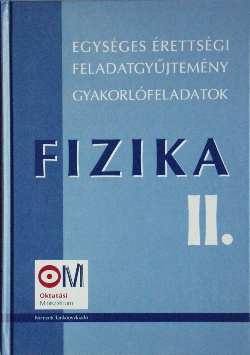 EGYSÉGES ÉRETTSÉGI
FELADATGYŰJTEMÉNY
GYAKORLÓFELADATOK
FIZIKA
II.
OM
Oktatási
Minisztérium
Nemzeti Tankönyvkiadó